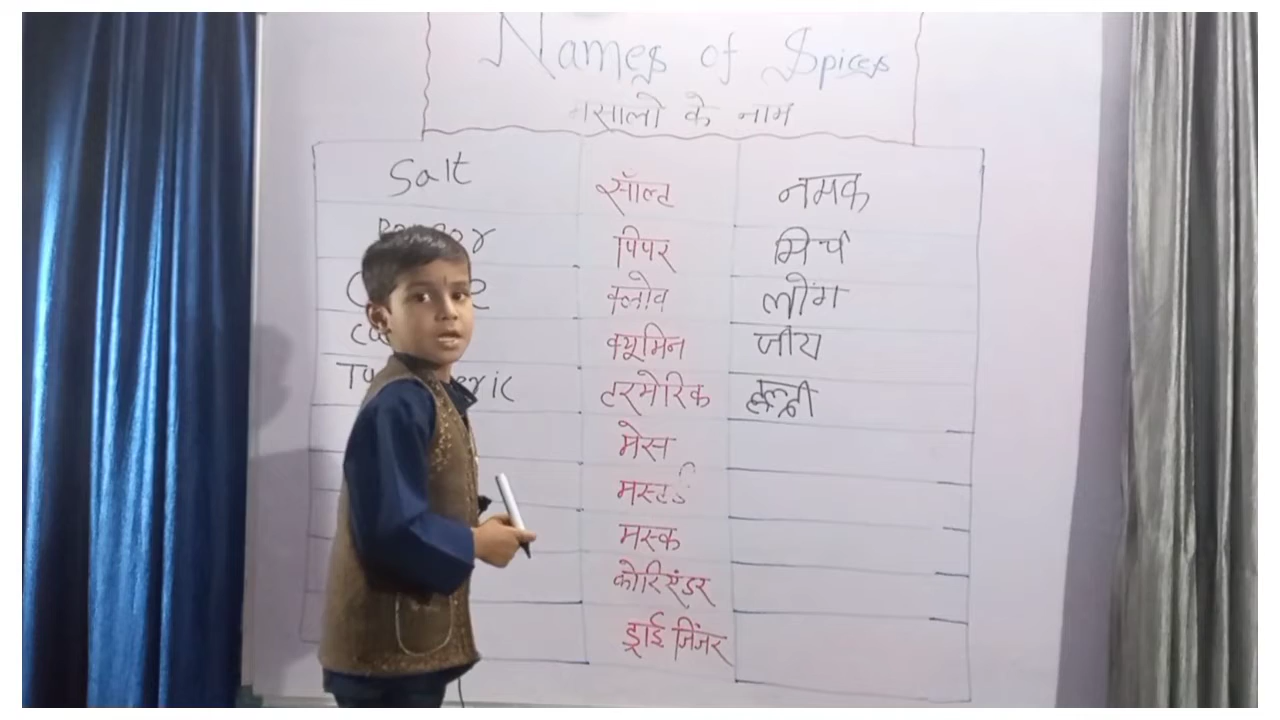 Names of Spices
मसालो के नाम
Salt सॉल्ट नमक
पिपर मिर्च
क्लोव लोंग
क्यूमिन जीरा
टरमेरिक हल्दी
मेस
मस्टर्ड
मस्क
कोरिएंडर
ड्राई जिंजर